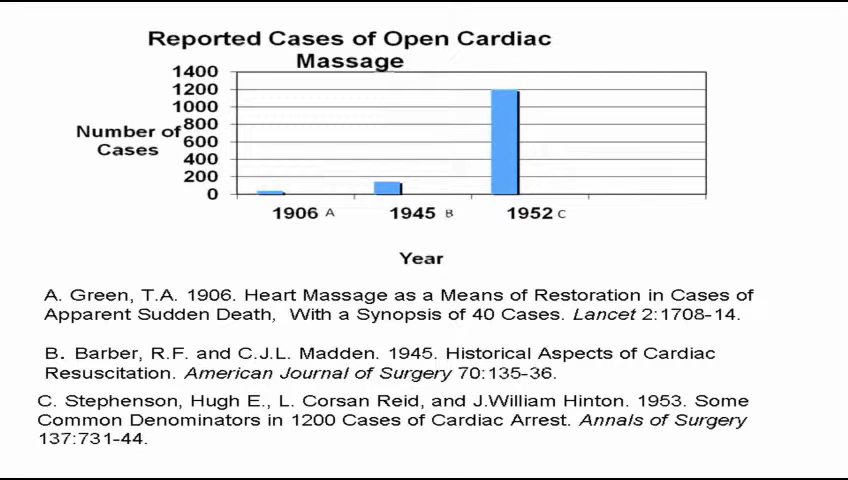 Reported Cases of Open Cardiac
Massage
1400
1200
1000
800
600
400
200
0
Number of
Cases
1906 A
1945 B
1952 C
Year
A. Green, T.A. 1906. Heart Massage as a Means of Restoration in Cases of
Apparent Sudden Death, With a Synopsis of 40 Cases. Lancet 2:1708-14.
B. Barber, R.F. and C.J.L. Madden. 1945. Historical Aspects of Cardiac
Resuscitation. American Journal of Surgery 70:135-36.
C. Stephenson, Hugh E., L. Corsan Reid, and J.William Hinton. 1953. Some
Common Denominators in 1200 Cases of Cardiac Arrest. Annals of Surgery
137:731-44.